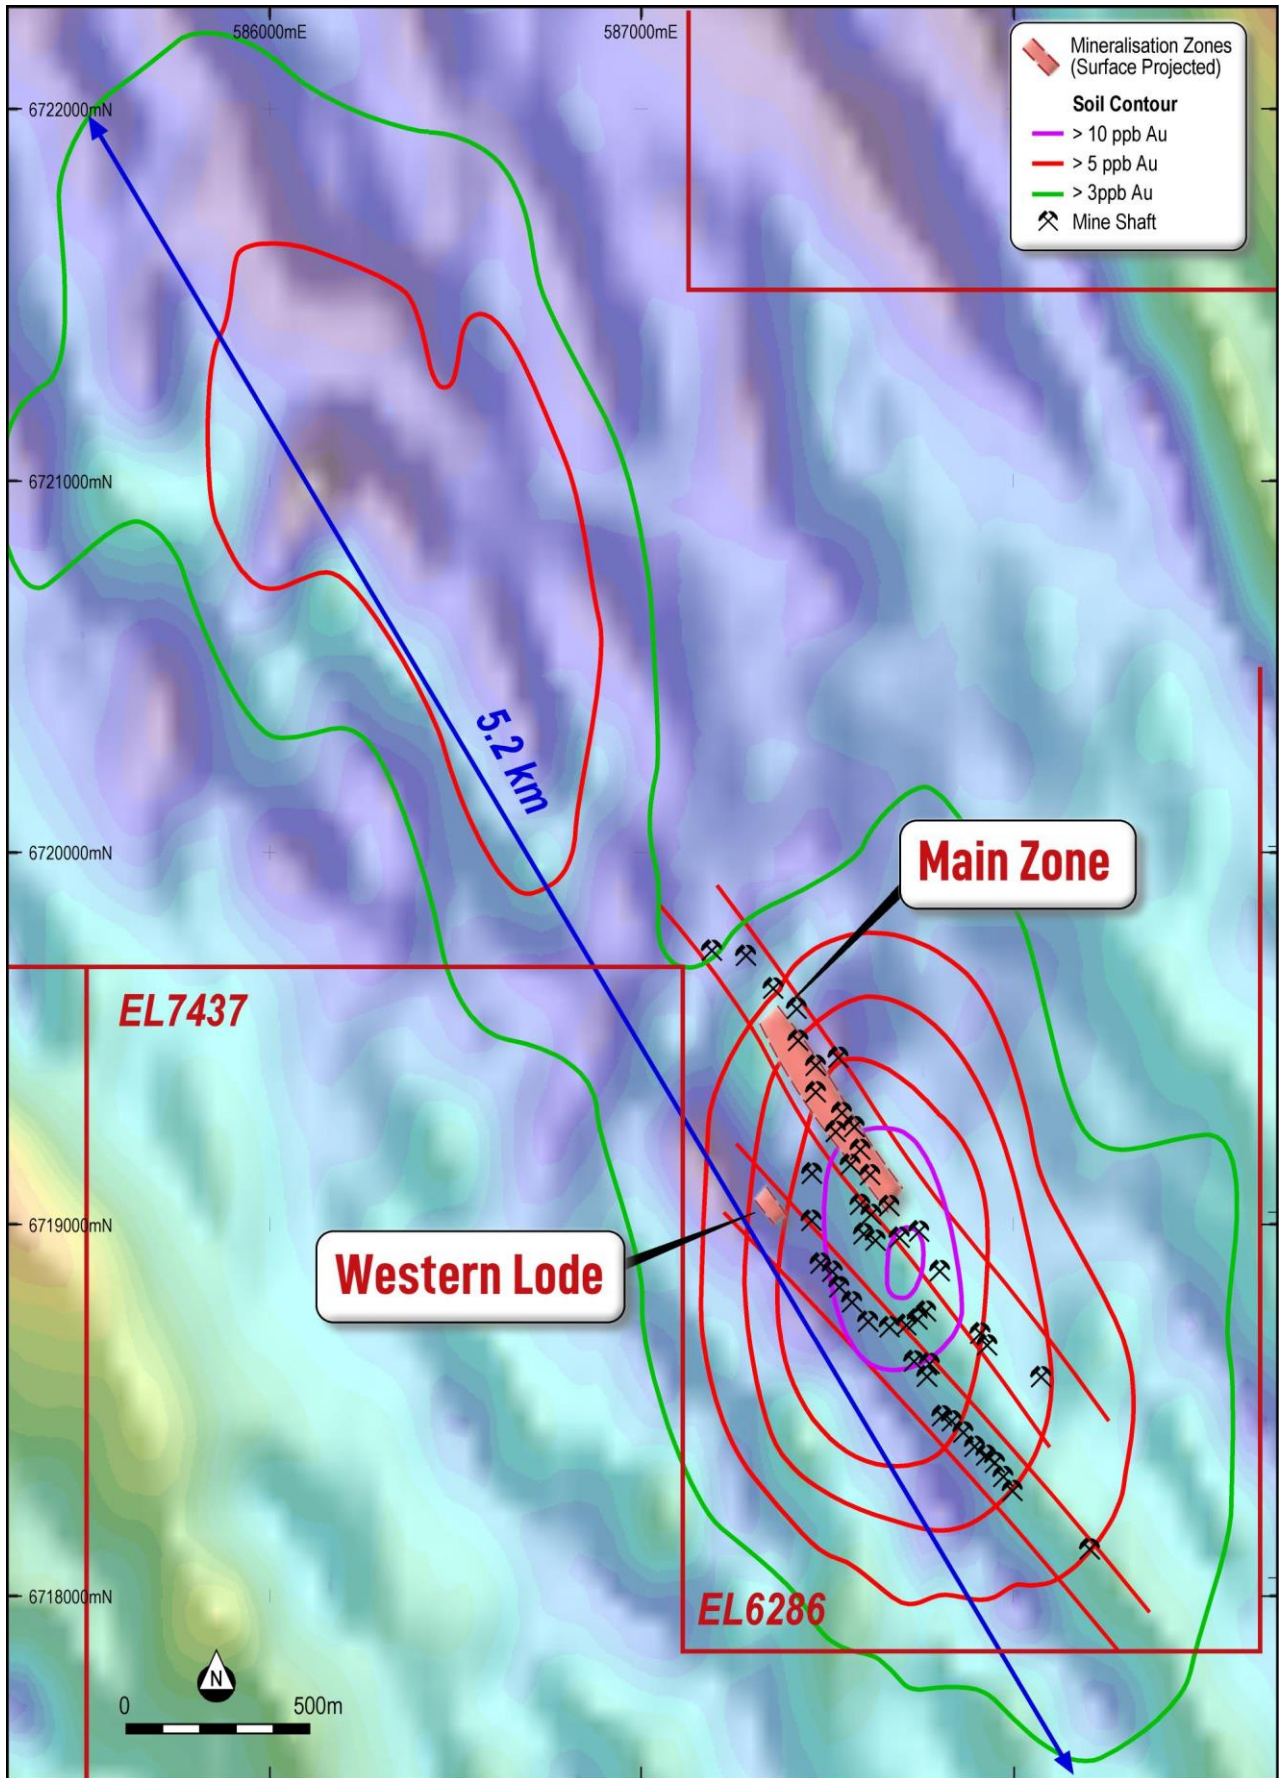 586000mE
587000mE
Mineralisation Zones
(Surface Projected)
Soil Contour
> 10 ppb Au
> 5 ppb Au
> 3ppb Au
Mine Shaft
6722000mN
6721000mN
5.2 km
6720000mN
Main Zone
EL7437
6719000mN
Western Lode
6718000mN
EL6286
N
0 500m